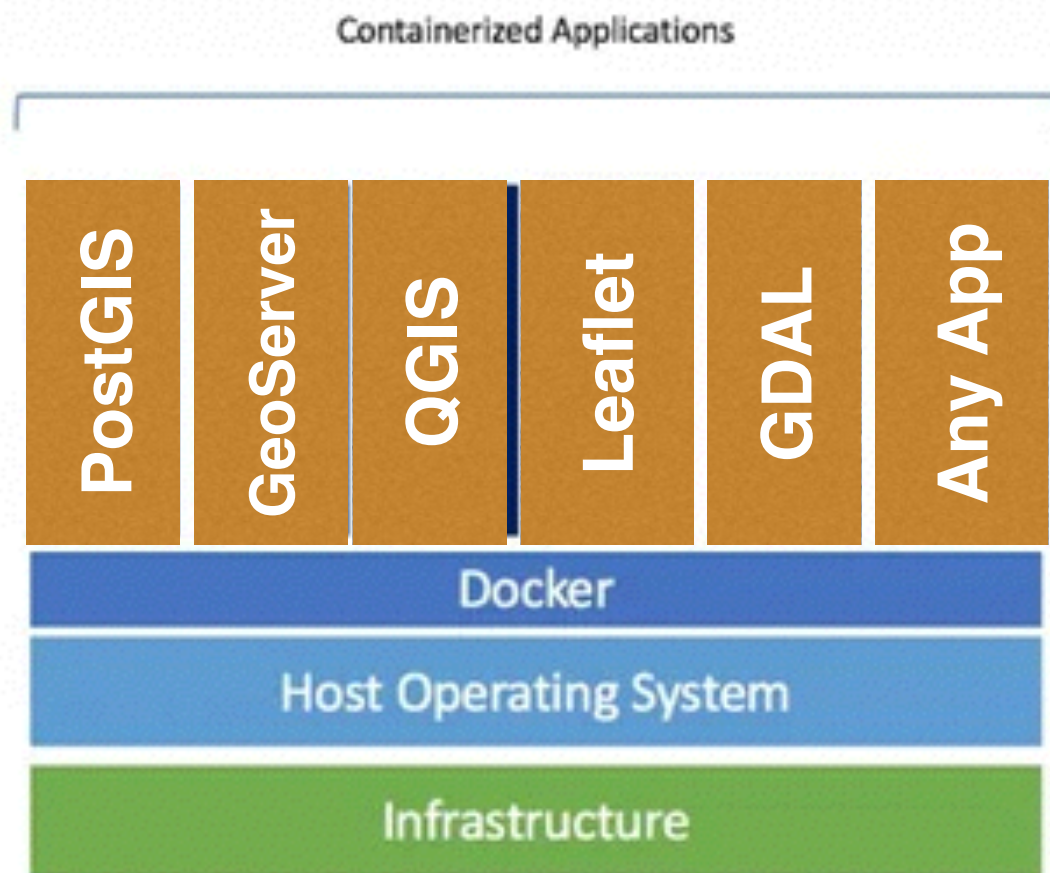 Containerized Applications
PostGIS
GeoServer
QGIS
Leaflet
GDAL
Any App
Docker
Host Operating System
Infrastructure